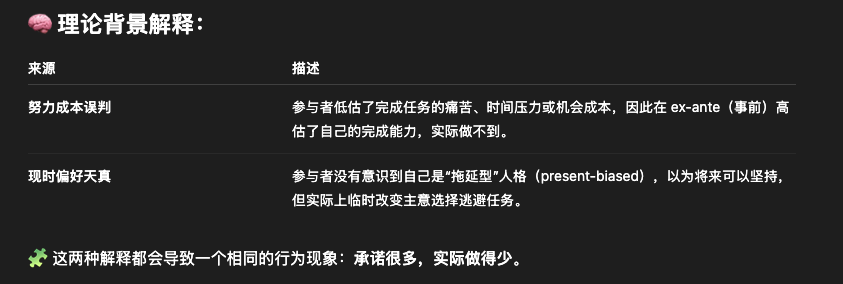 🧠 理论背景解释：
来源 描述
努力成本误判 参与者低估了完成任务的痛苦、时间压力或机会成本，因此在 ex-ante（事前）高
估了自己的完成能力，实际做不到。
现时偏好天真 参与者没有意识到自己是“拖延型”人格（present-biased），以为将来可以坚持，
但实际上临时改变主意选择逃避任务。
🧩 这两种解释都会导致一个相同的行为现象：承诺很多，实际做得少。